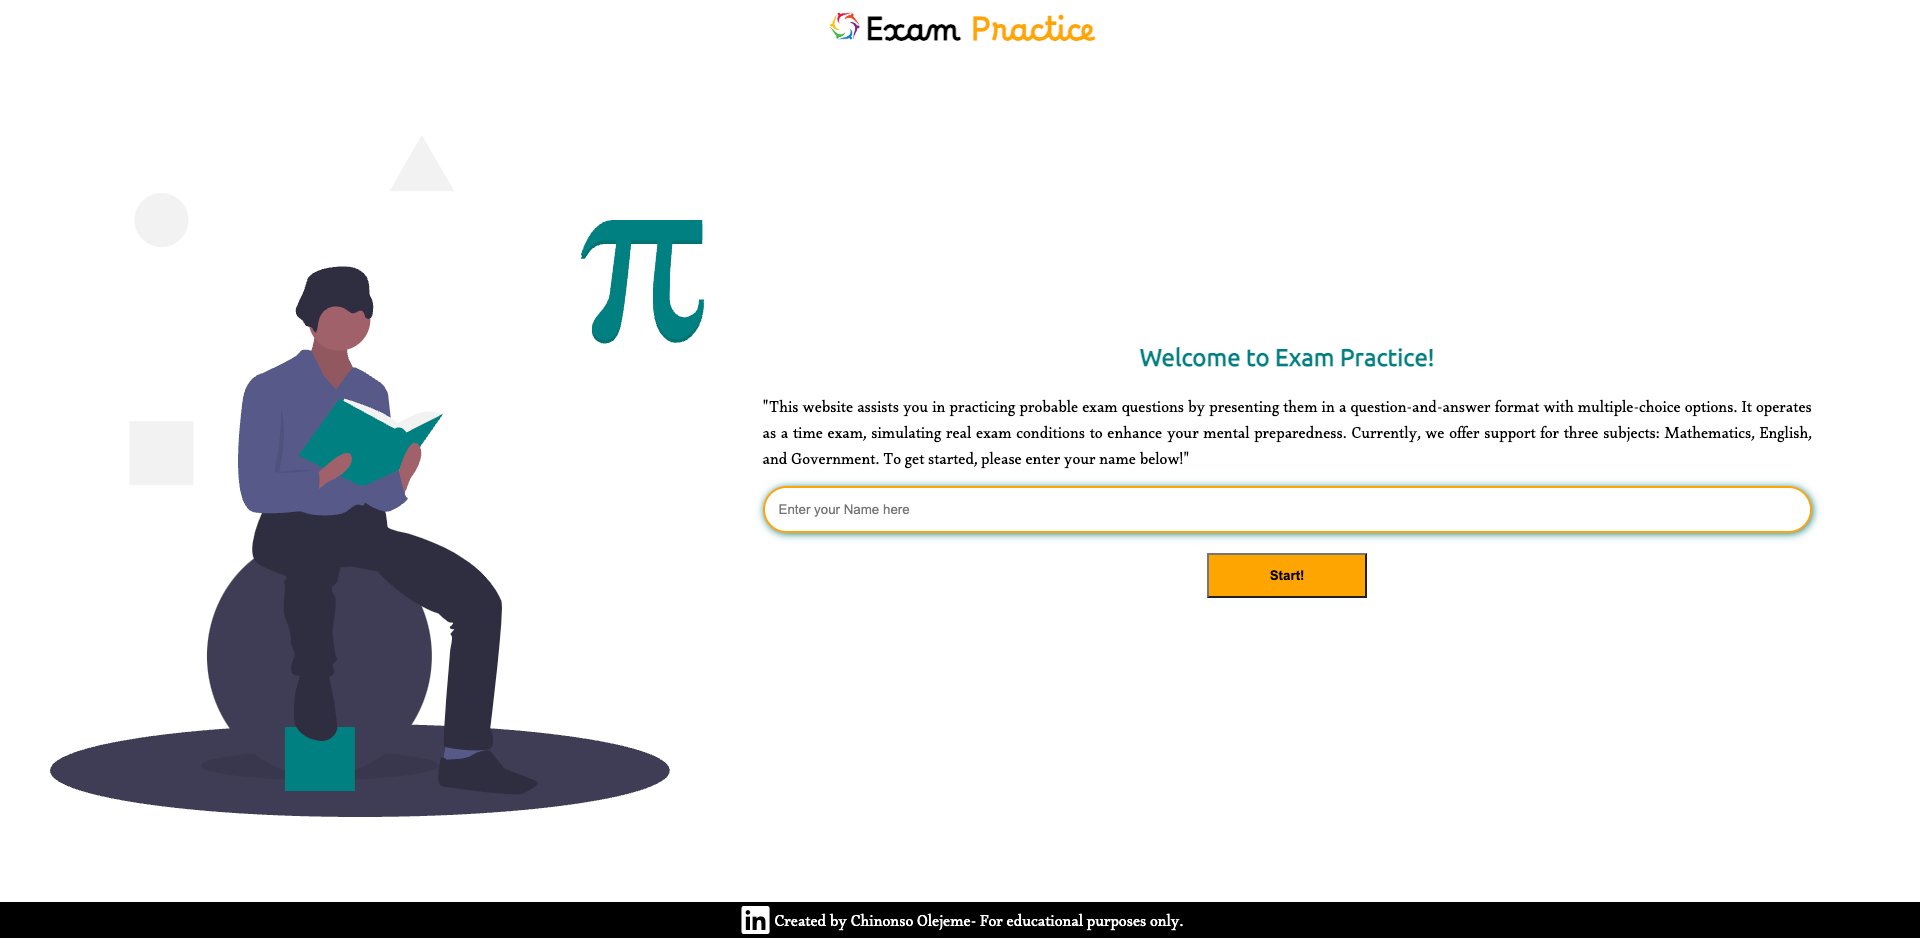 Exam Practice
π
Welcome to Exam Practice!
"This website assists you in practicing probable exam questions by presenting them in a question-and-answer format with multiple-choice options. It operates
as a time exam, simulating real exam conditions to enhance your mental preparedness. Currently, we offer support for three subjects: Mathematics, English,
and Government. To get started, please enter your name below!"
Enter your Name here
Start!
in Created by Chinonso Olejeme- For educational purposes only.